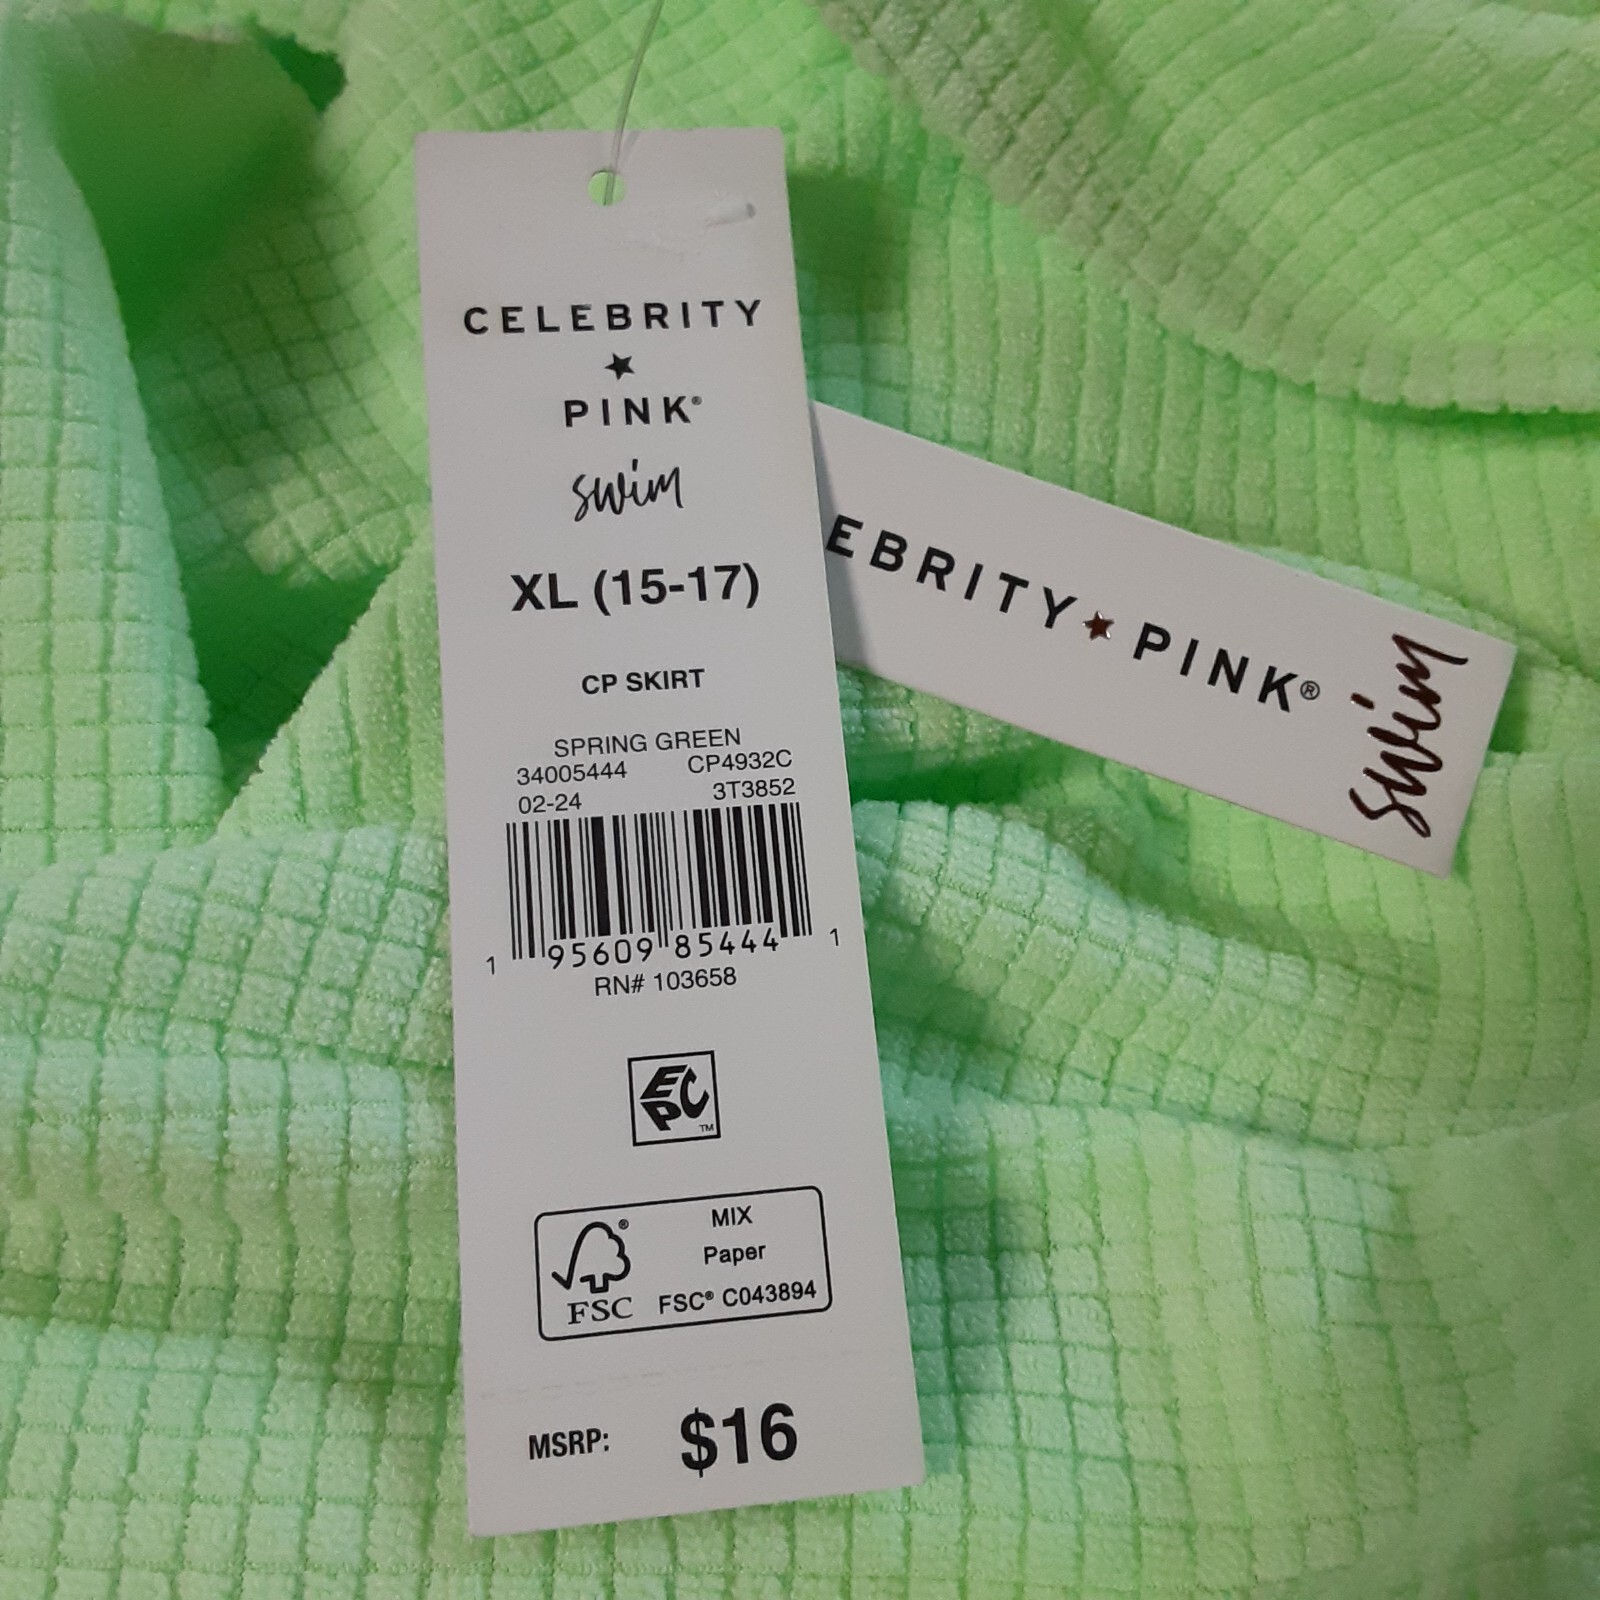 CELEBRITY
PINK®
swim
XL (15-17)
CP SKIRT
SPRING GREEN
34005444 CP4932C
02-24 3T3852
1 95609 85444 1
RN# 103658
EPC™
FSC®
MIX
Paper
FSC® C043894
MSRP: $16
EBRITY PINK®
swim